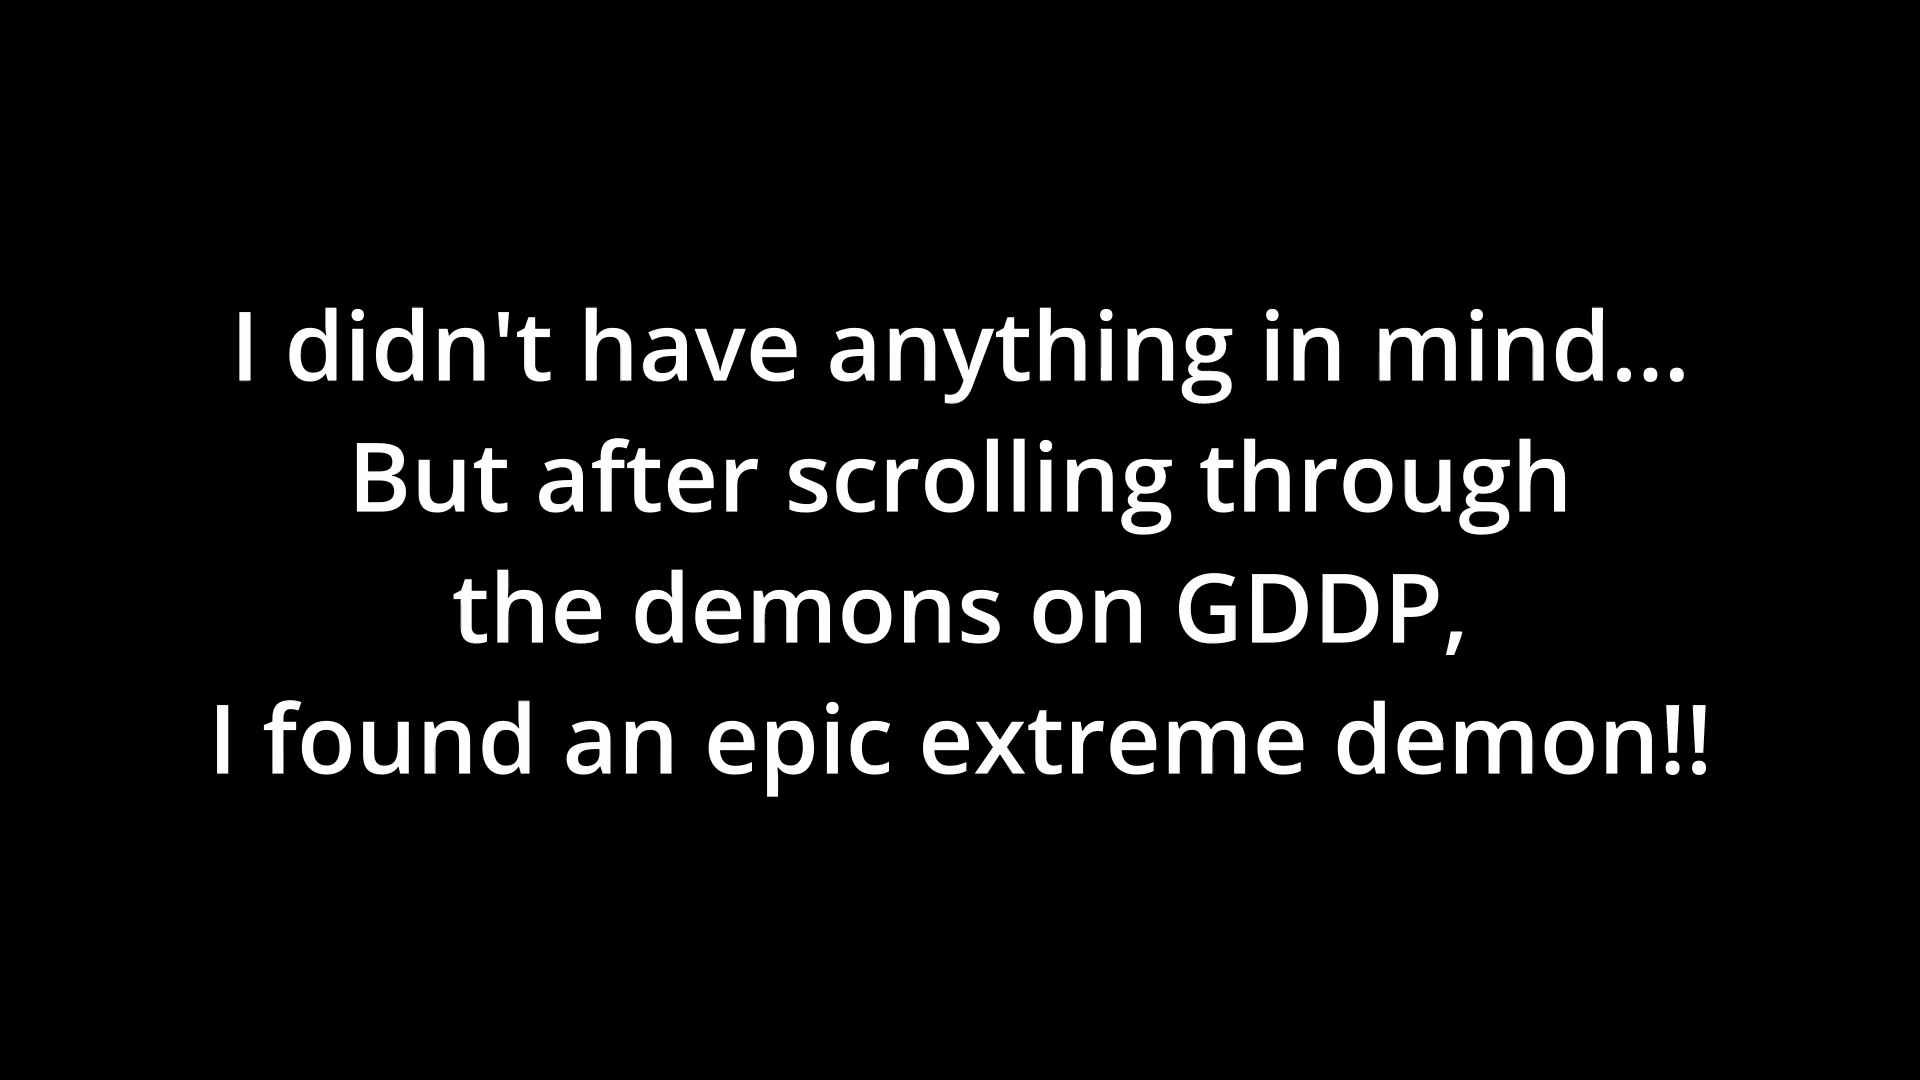 I didn't have anything in mind...
But after scrolling through
the demons on GDDP,
I found an epic extreme demon!!